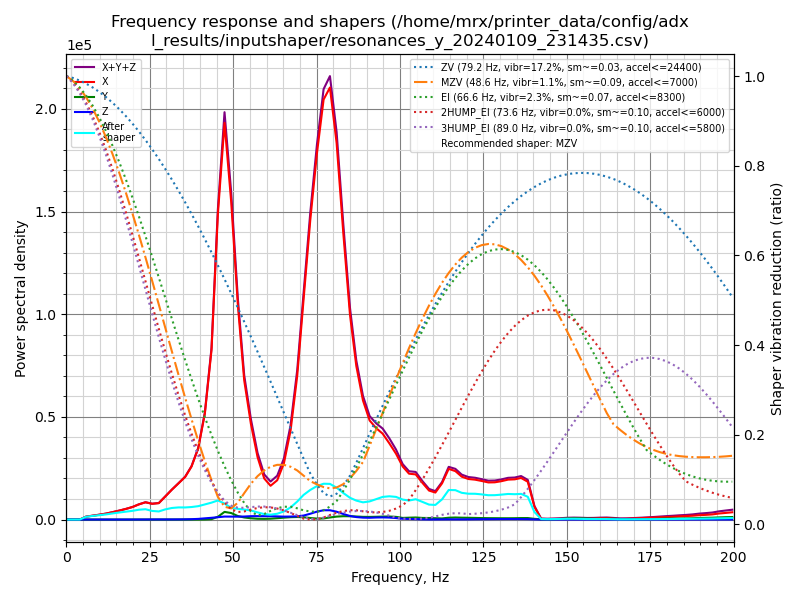 Frequency response and shapers (/home/mrx/printer_data/config/adx
l_results/inputshaper/resonances_y_20240109_231435.csv)
1e5
X+Y+Z
X
Y
Z
After
shaper
ZV (79.2 Hz, vibr=17.2%, sm~=0.03, accel<=24400)
MZV (48.6 Hz, vibr=1.1%, sm~=0.09, accel<=7000)
EI (66.6 Hz, vibr=2.3%, sm~=0.07, accel<=8300)
2HUMP_EI (73.6 Hz, vibr=0.0%, sm~=0.10, accel<=6000)
3HUMP_EI (89.0 Hz, vibr=0.0%, sm~=0.10, accel<=5800)
Recommended shaper: MZV
Power spectral density
2.0
1.5
1.0
0.5
0.0
1.0
0.8
0.6
0.4
0.2
0.0
Shaper vibration reduction (ratio)
0 25 50 75 100 125 150 175 200
Frequency, Hz